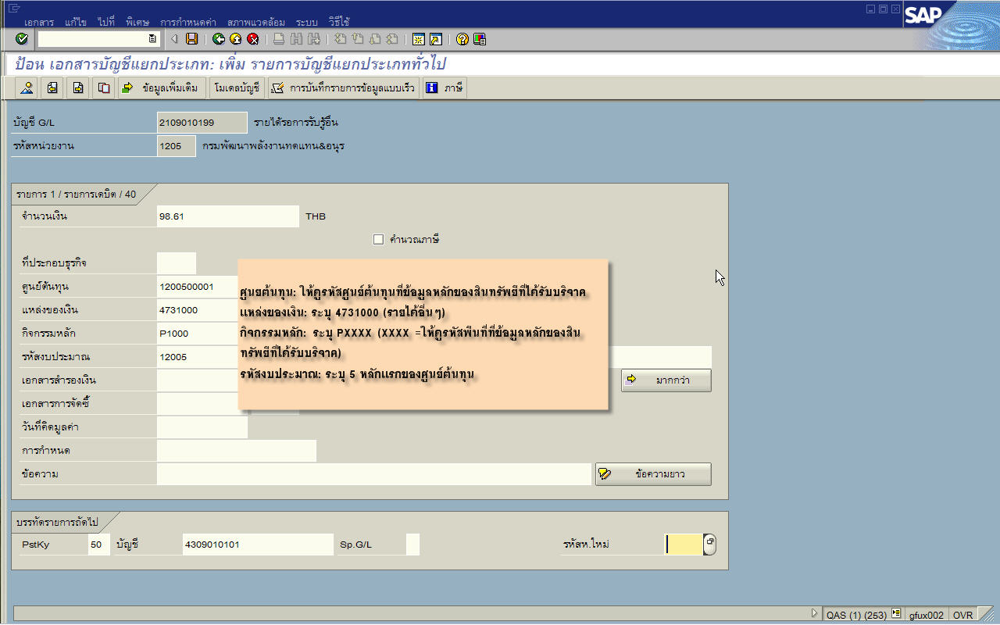 เอกสาร แก้ไข ไปที่ พิเศษ การกำหนดค่า สภาพแวดล้อม ระบบ วิธีใช้
SAP
ป้อน เอกสารบัญชีแยกประเภท: เพิ่ม รายการบัญชีแยกประเภททั่วไป
ข้อมูลเพิ่มเติม โมเดลบัญชี การบันทึกรายการข้อมูลแบบเร็ว ภาษี
บัญชี G/L 2109010199 รายได้รอการรับรู้อื่น
รหัสหน่วยงาน 1205 กรมพัฒนาพลังงานทดแทน&อนุร
รายการ 1 / รายการเดบิต / 40
จำนวนเงิน 98.61 THB
คำนวณภาษี
ที่ประกอบธุรกิจ
ศูนย์ต้นทุน 1200500001
แหล่งของเงิน 4731000
กิจกรรมหลัก P1000
รหัสงบประมาณ 12005
เอกสารสำรองเงิน มากกว่า
เอกสารการจัดซื้
วันที่คิดมูลค่า
การกำหนด
ข้อความ ข้อความยาว
ศูนยต้นทุน: ให้ดูรหัสศูนย์ต้นทุนที่ข้อมูลหลักของสินทรัพย์ที่ได้รับบริจาค
แหล่งของเงิน: ระบุ 4731000 (รายได้อื่นๆ)
กิจกรรมหลัก: ระบุ PXXXX (XXXX =ให้ดูรหัสพื้นที่ที่ข้อมูลหลักของสิน
ทรัพย์ที่ได้รับบริจาค)
รหัสงบประมาณ: ระบุ 5 หลักแรกของศูนย์ต้นทุน
บรรทัดรายการถัดไป
PstKy 50 บัญชี 4309010101 Sp.G/L รหัสห.ใหม่
QAS (1) (253) gfux002 OVR